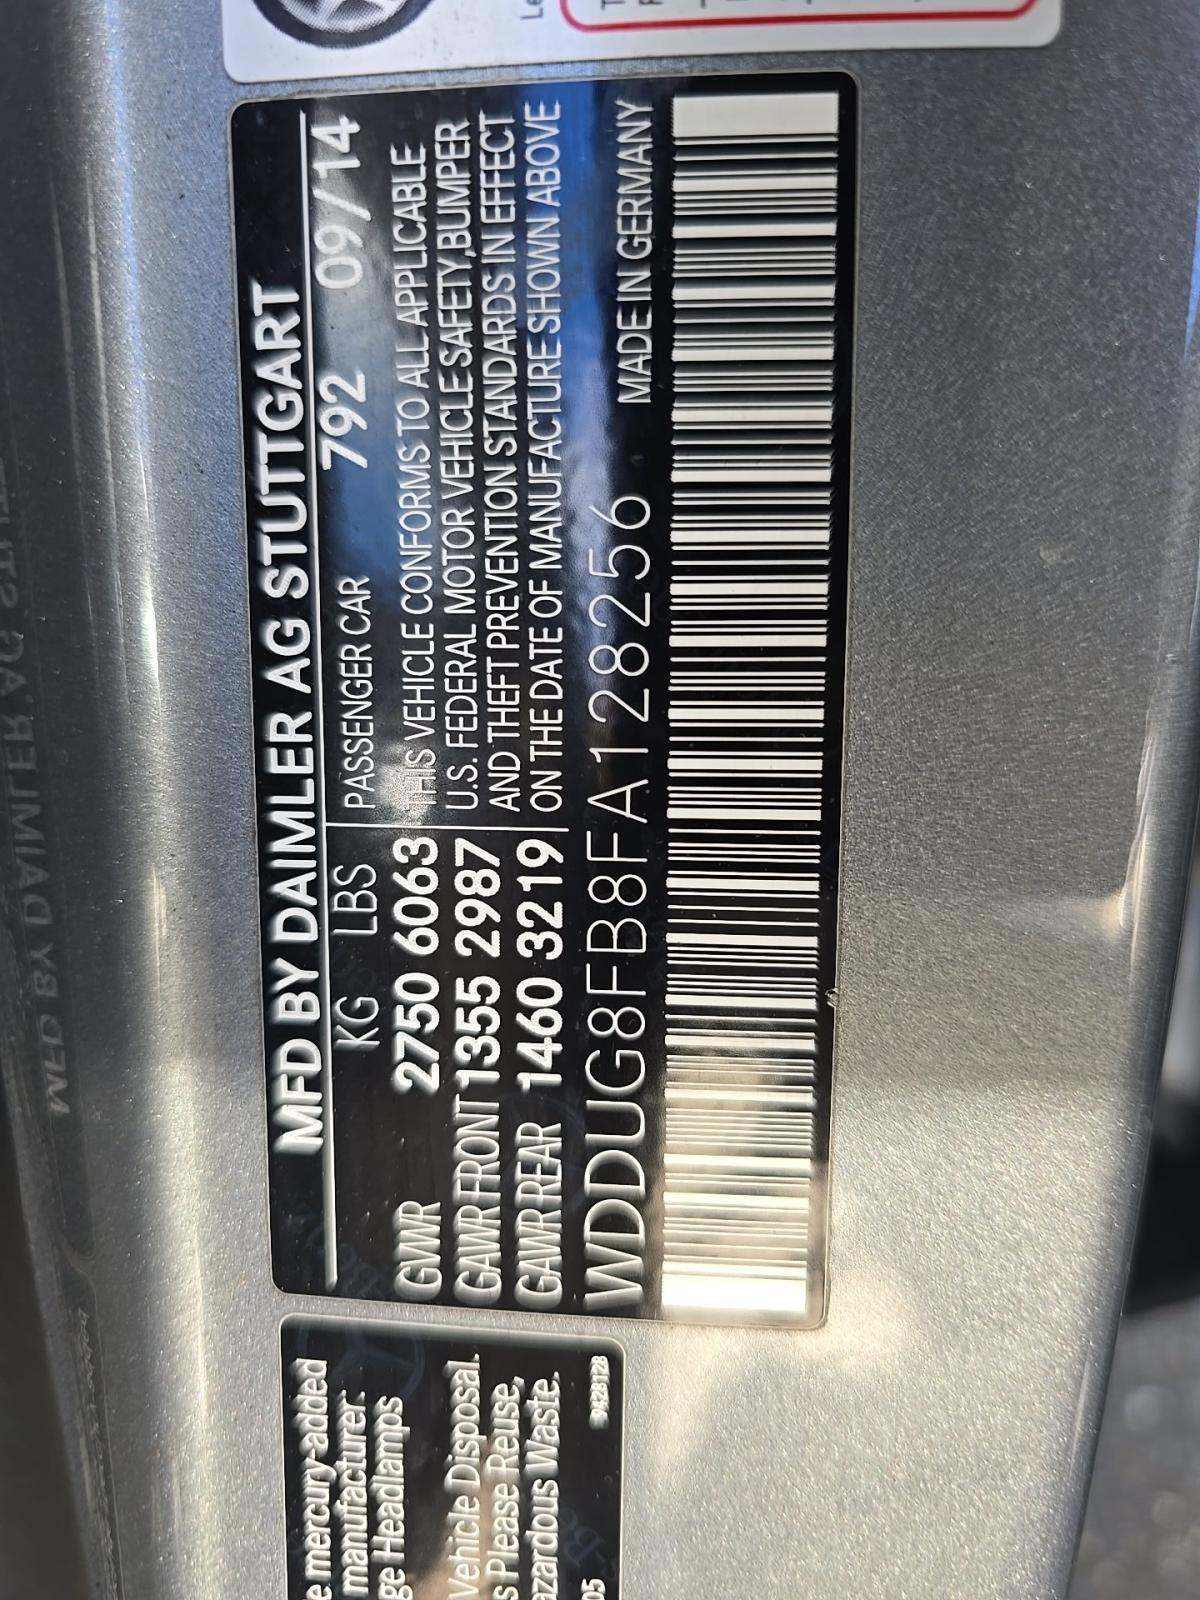 MFD BY DAIMLER AG STUTTGART
KG LBS PASSENGER CAR 792 09/14
GWWR 2750 6063 THIS VEHICLE CONFORMS TO ALL APPLICABLE
GAWR FRONT 1355 2987 U.S. FEDERAL MOTOR VEHICLE SAFETY,BUMPER
GAWR REAR 1460 3219 AND THEFT PREVENTION STANDARDS IN EFFECT
ON THE DATE OF MANUFACTURE SHOWN ABOVE
MADE IN GERMANY
WDDUG8FB8FA128256
mercury-added
manufacturer.
Headlamps
Vehicle Disposal.
Please Reuse,
Waste.
05